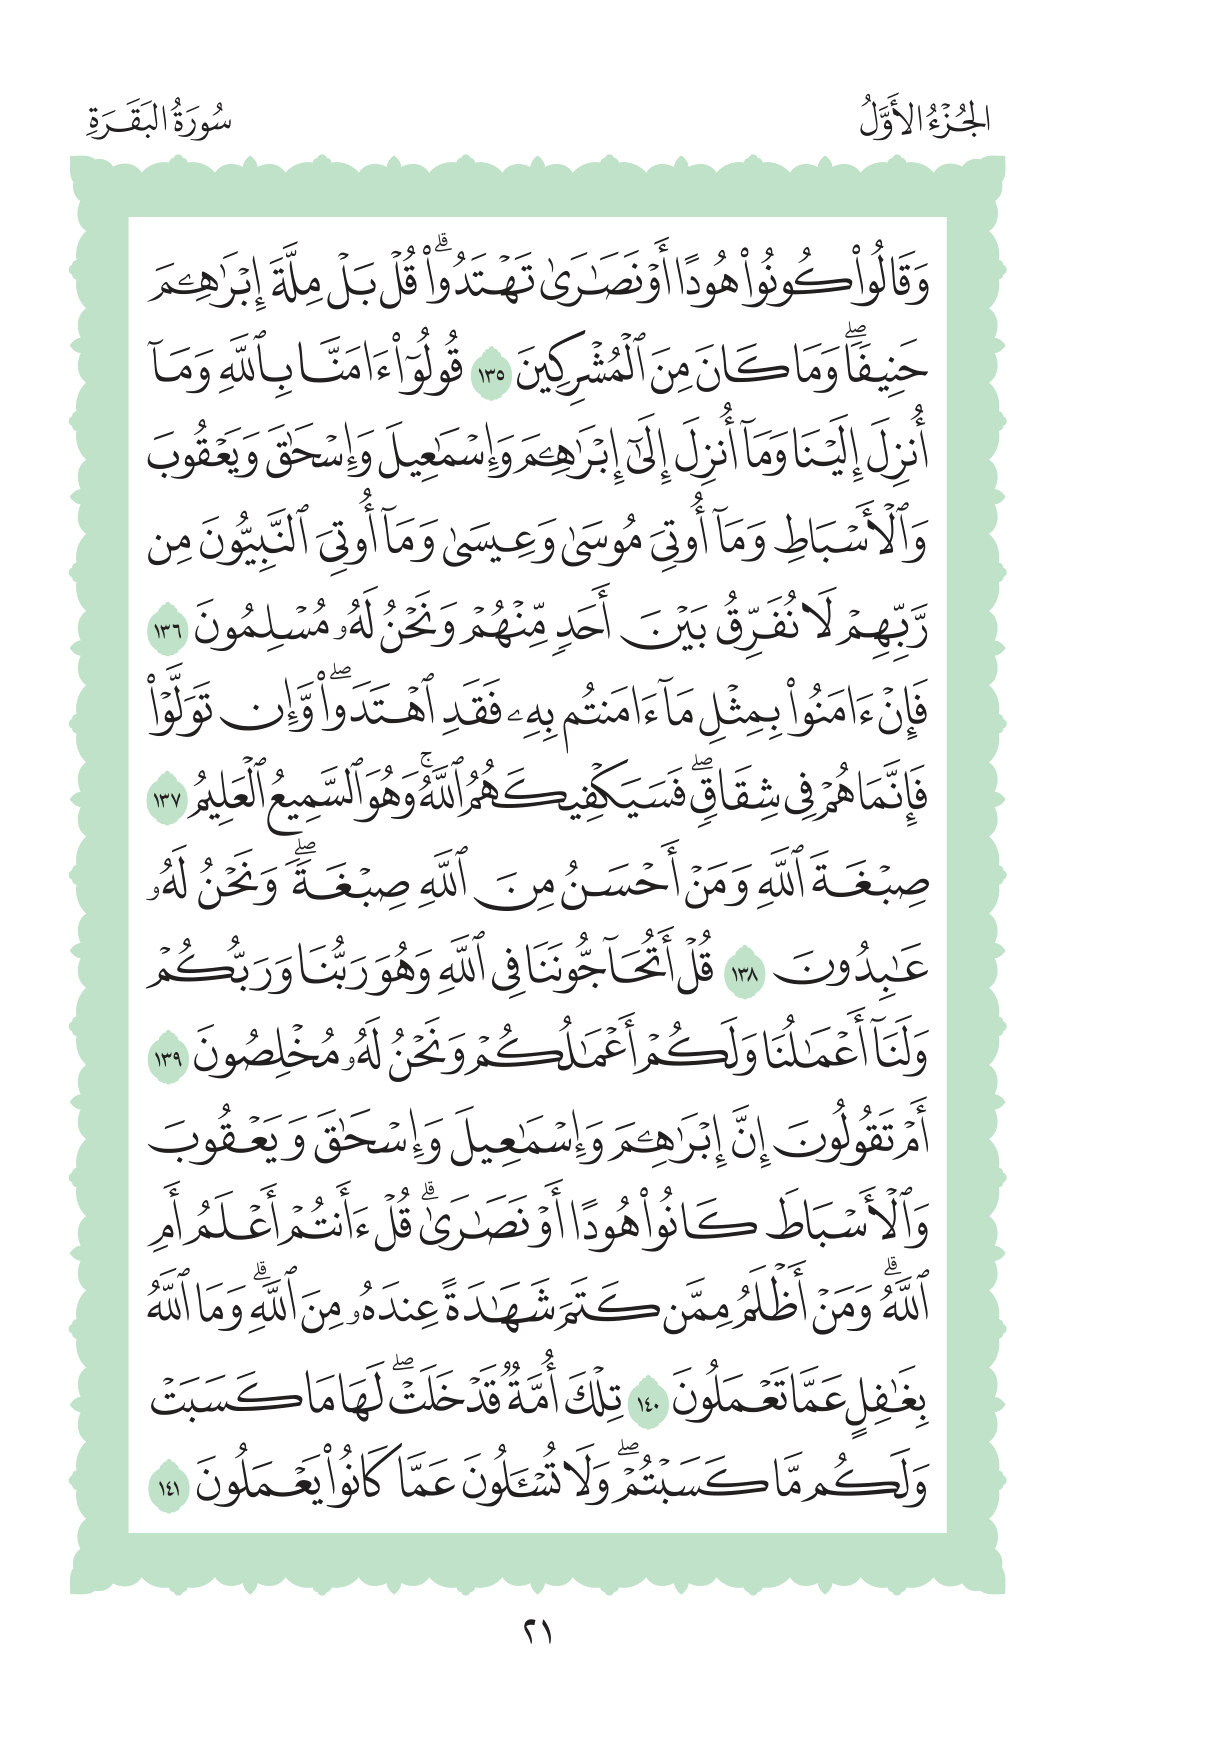 الجُزْءُ الأَوَّلُ
سُورَةُ البَقَرَةِ
وَقَالُوا۟ كُونُوا۟ هُودًا أَوْ نَصَـٰرَىٰ تَهْتَدُوا۟ ۗ قُلْ بَلْ مِلَّةَ إِبْرَٰهِـۧمَ
حَنِيفًا ۖ وَمَا كَانَ مِنَ ٱلْمُشْرِكِينَ ١٣٥ قُولُوٓا۟ ءَامَنَّا بِٱللَّهِ وَمَآ
أُنزِلَ إِلَيْنَا وَمَآ أُنزِلَ إِلَىٰٓ إِبْرَٰهِـۧمَ وَإِسْمَـٰعِيلَ وَإِسْحَـٰقَ وَيَعْقُوبَ
وَٱلْأَسْبَاطِ وَمَآ أُوتِىَ مُوسَىٰ وَعِيسَىٰ وَمَآ أُوتِىَ ٱلنَّبِيُّونَ مِن
رَّبِّهِمْ لَا نُفَرِّقُ بَيْنَ أَحَدٍ مِّنْهُمْ وَنَحْنُ لَهُۥ مُسْلِمُونَ ١٣٦
فَإِنْ ءَامَنُوا۟ بِمِثْلِ مَآ ءَامَنتُم بِهِۦ فَقَدِ ٱهْتَدَوا۟ ۖ وَّإِن تَوَلَّوْا۟
فَإِنَّمَا هُمْ فِى شِقَاقٍ ۖ فَسَيَكْفِيكَهُمُ ٱللَّهُ ۚ وَهُوَ ٱلسَّمِيعُ ٱلْعَلِيمُ ١٣٧
صِبْغَةَ ٱللَّهِ وَمَنْ أَحْسَنُ مِنَ ٱللَّهِ صِبْغَةً ۖ وَنَحْنُ لَهُۥ
عَـٰبِدُونَ ١٣٨ قُلْ أَتُحَآجُّونَنَا فِى ٱللَّهِ وَهُوَ رَبُّنَا وَرَبُّكُمْ
وَلَنَآ أَعْمَـٰلُنَا وَلَكُمْ أَعْمَـٰلُكُمْ وَنَحْنُ لَهُۥ مُخْلِصُونَ ١٣٩
أَمْ تَقُولُونَ إِنَّ إِبْرَٰهِـۧمَ وَإِسْمَـٰعِيلَ وَإِسْحَـٰقَ وَيَعْقُوبَ
وَٱلْأَسْبَاطَ كَانُوا۟ هُودًا أَوْ نَصَـٰرَىٰ ۗ قُلْ ءَأَنتُمْ أَعْلَمُ أَمِ
ٱللَّهُ ۗ وَمَنْ أَظْلَمُ مِمَّن كَتَمَ شَهَـٰدَةً عِندَهُۥ مِنَ ٱللَّهِ ۗ وَمَا ٱللَّهُ
بِغَـٰفِلٍ عَمَّا تَعْمَلُونَ ١٤٠ تِلْكَ أُمَّةٌ قَدْ خَلَتْ ۖ لَهَا مَا كَسَبَتْ
وَلَكُم مَّا كَسَبْتُمْ ۖ وَلَا تُسْـَٔلُونَ عَمَّا كَانُوا۟ يَعْمَلُونَ ١٤١
٢١